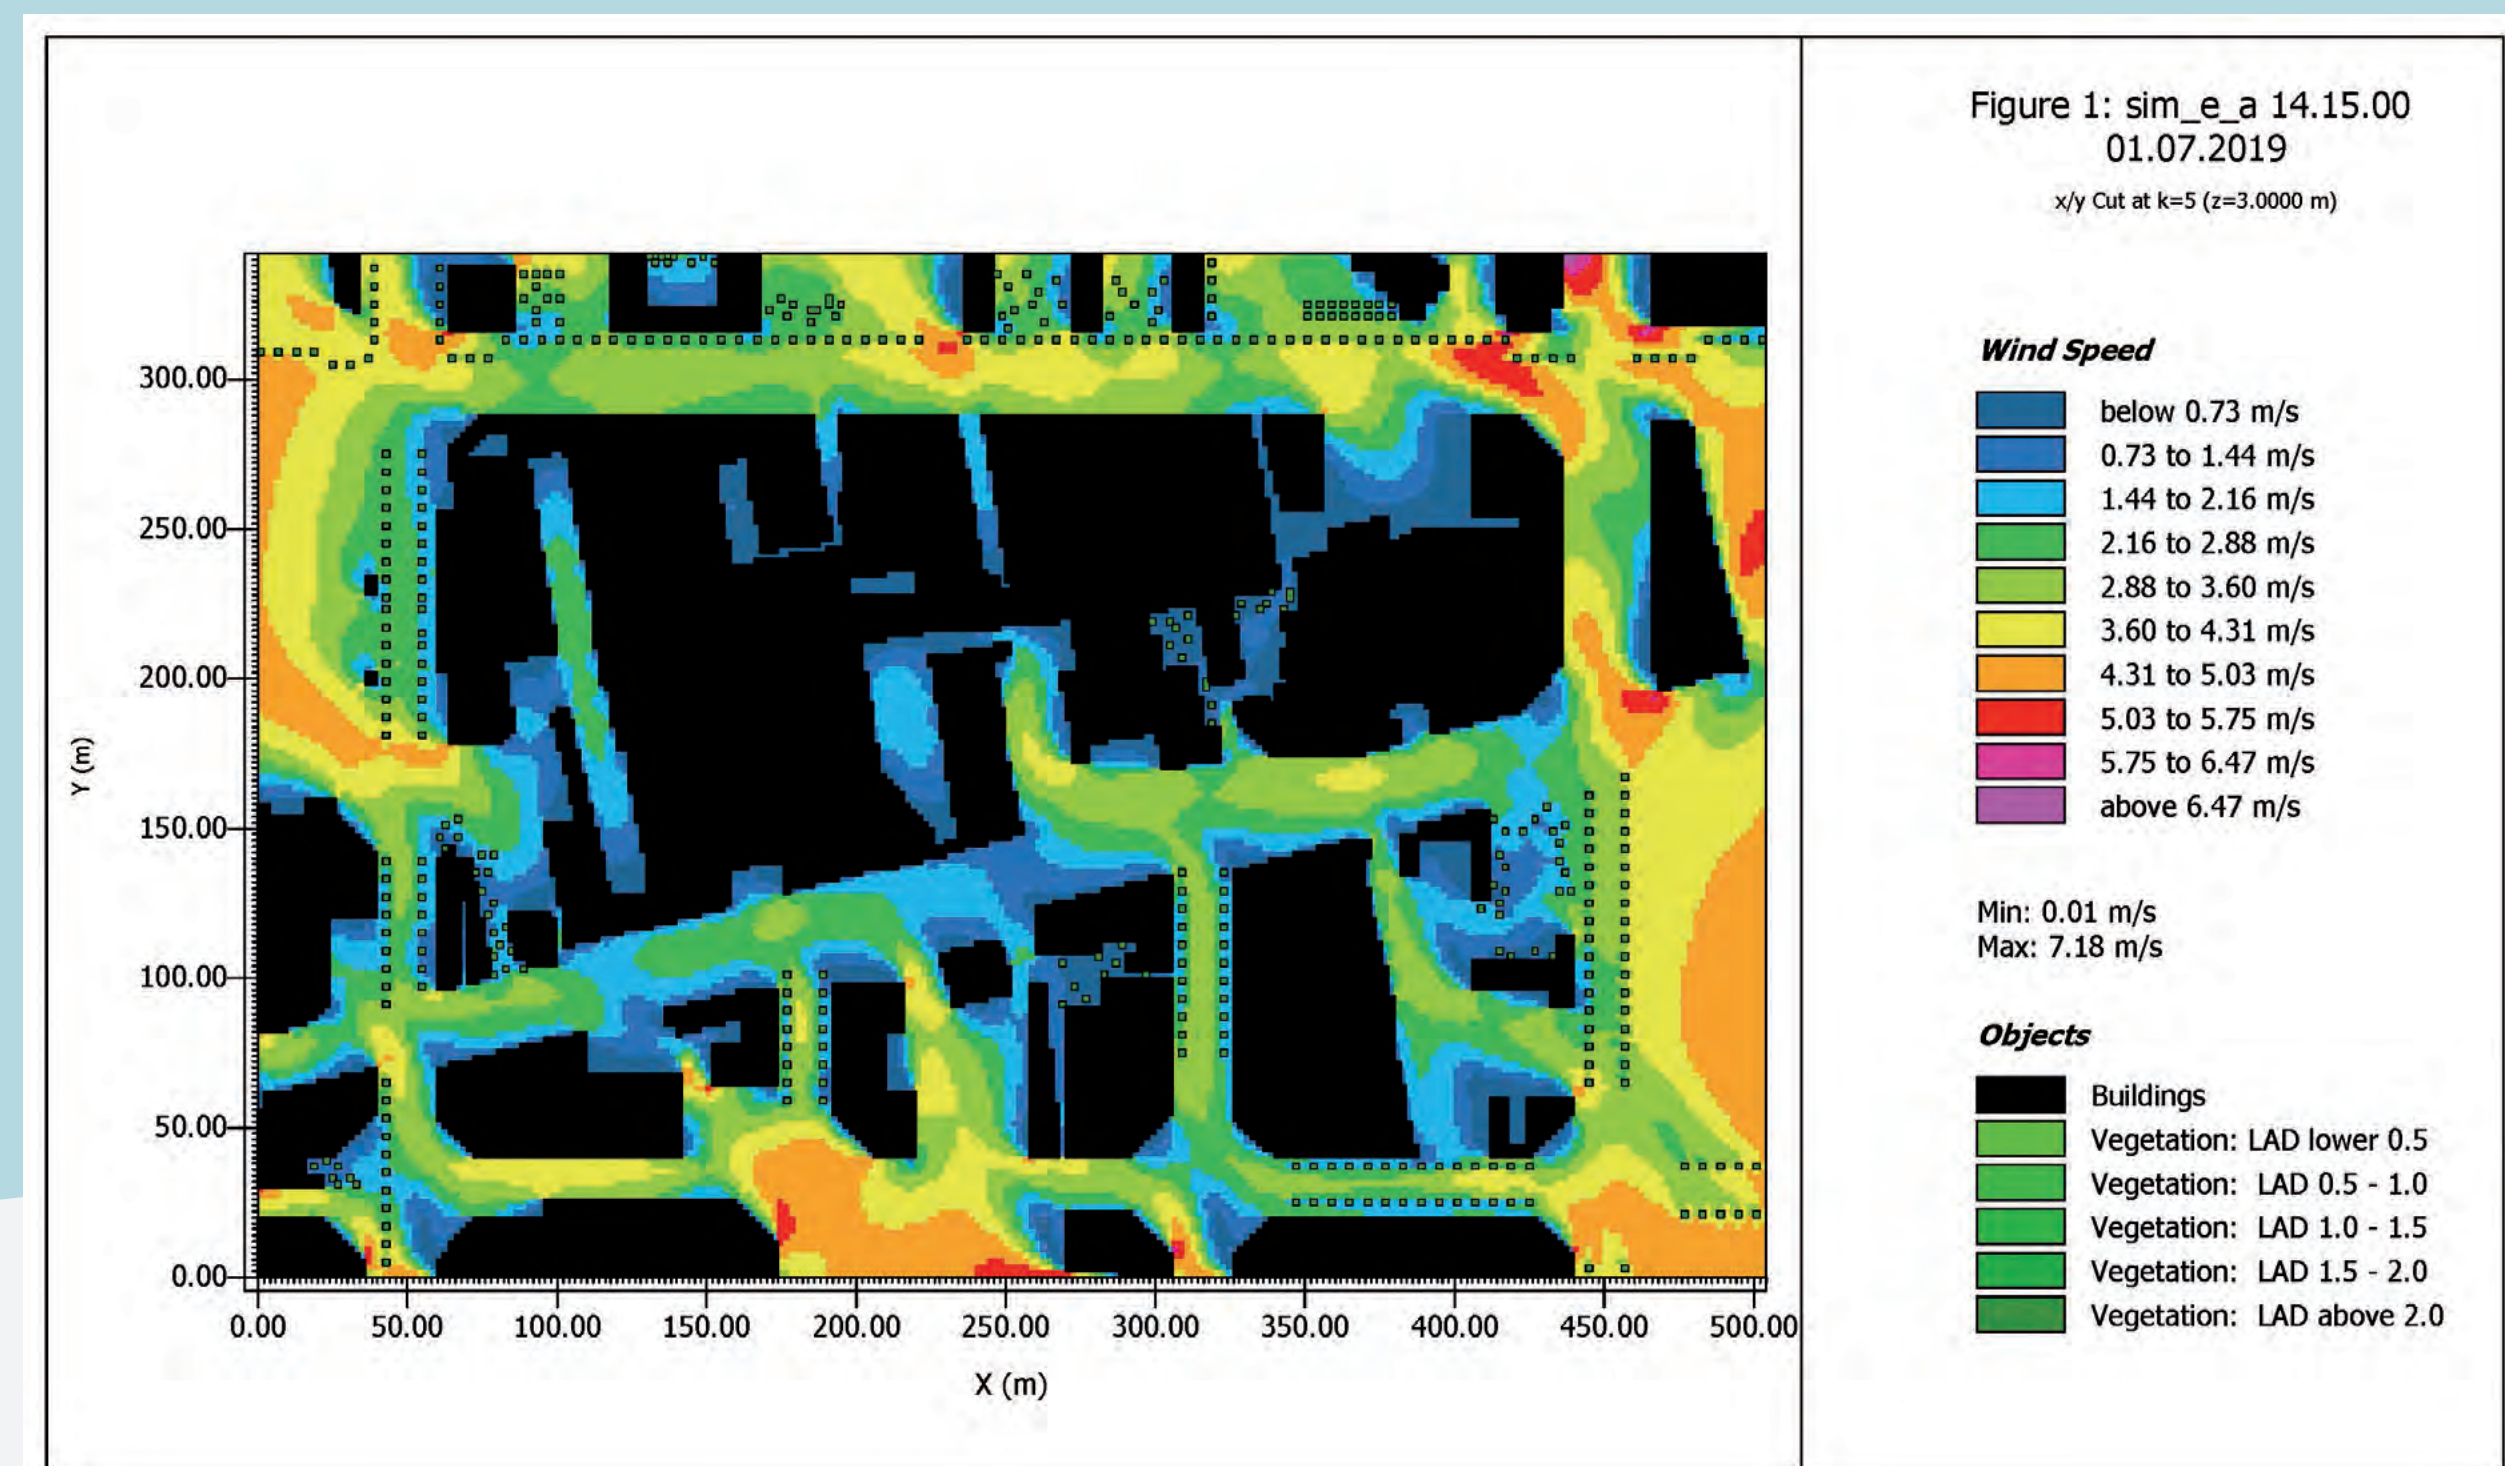 Figure 1: sim_e_a 14.15.00
01.07.2019
x/y Cut at k=5 (z=3.0000 m)
Wind Speed
below 0.73 m/s
0.73 to 1.44 m/s
1.44 to 2.16 m/s
2.16 to 2.88 m/s
2.88 to 3.60 m/s
3.60 to 4.31 m/s
4.31 to 5.03 m/s
5.03 to 5.75 m/s
5.75 to 6.47 m/s
above 6.47 m/s
Min: 0.01 m/s
Max: 7.18 m/s
Objects
Buildings
Vegetation: LAD lower 0.5
Vegetation: LAD 0.5 - 1.0
Vegetation: LAD 1.0 - 1.5
Vegetation: LAD 1.5 - 2.0
Vegetation: LAD above 2.0
Y (m)
300.00
250.00
200.00
150.00
100.00
50.00
0.00
0.00 50.00 100.00 150.00 200.00 250.00 300.00 350.00 400.00 450.00 500.00
X (m)